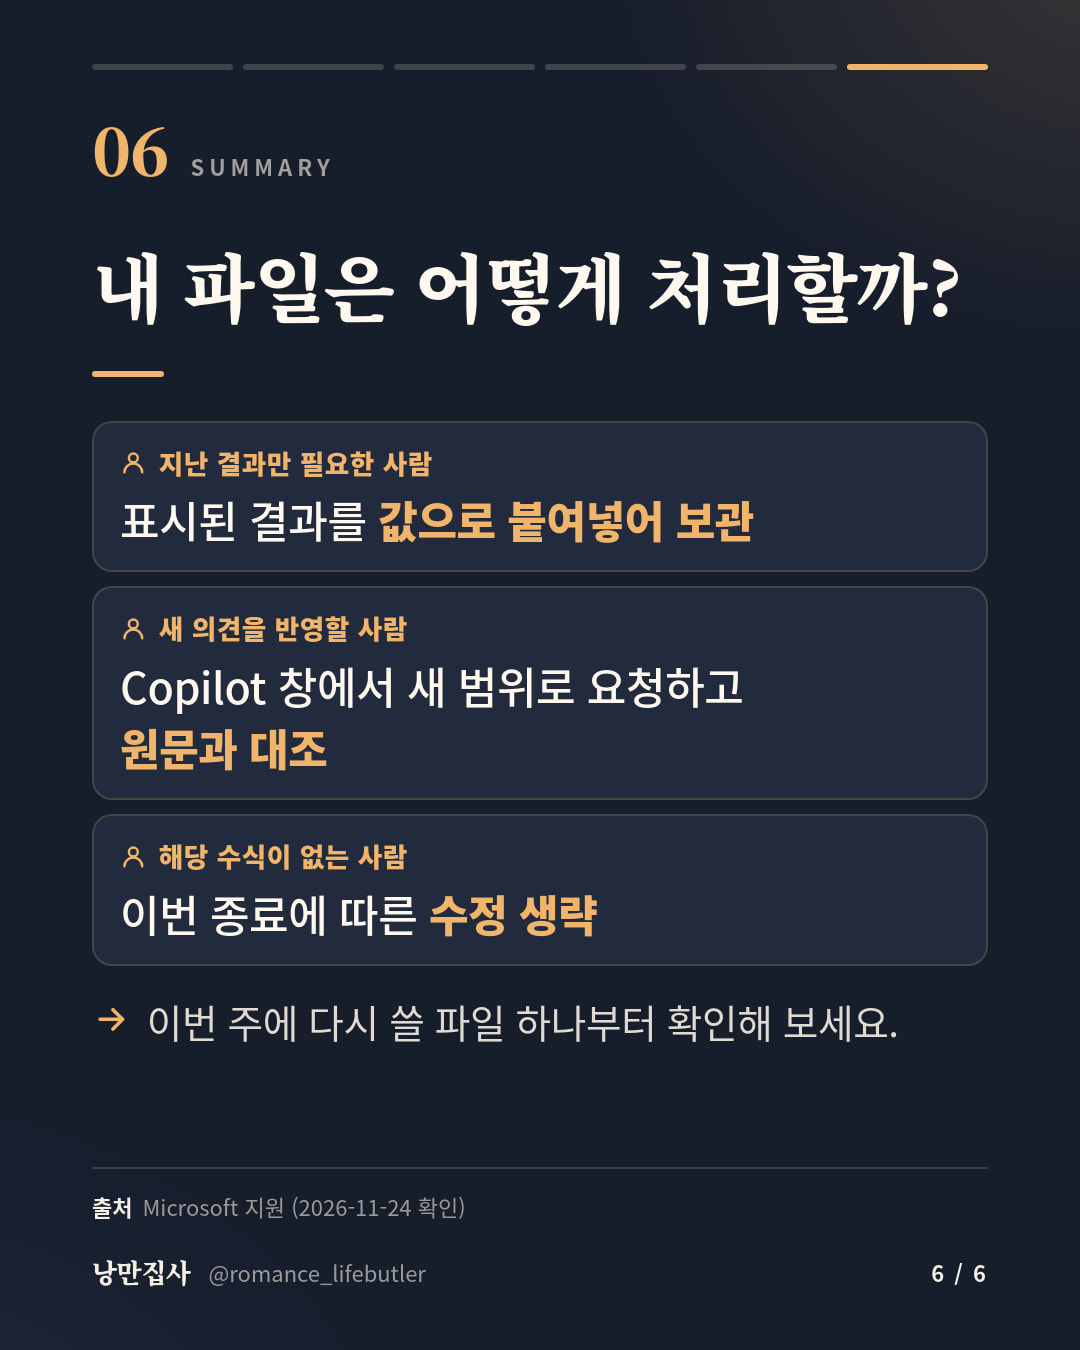 06 SUMMARY
내 파일은 어떻게 처리할까?
지난 결과만 필요한 사람
표시된 결과를 값으로 붙여넣어 보관
새 의견을 반영할 사람
Copilot 창에서 새 범위로 요청하고
원문과 대조
해당 수식이 없는 사람
이번 종료에 따른 수정 생략
→ 이번 주에 다시 쓸 파일 하나부터 확인해 보세요.
출처 Microsoft 지원 (2026-11-24 확인)
낭만집사 @romance_lifebutler 6 / 6